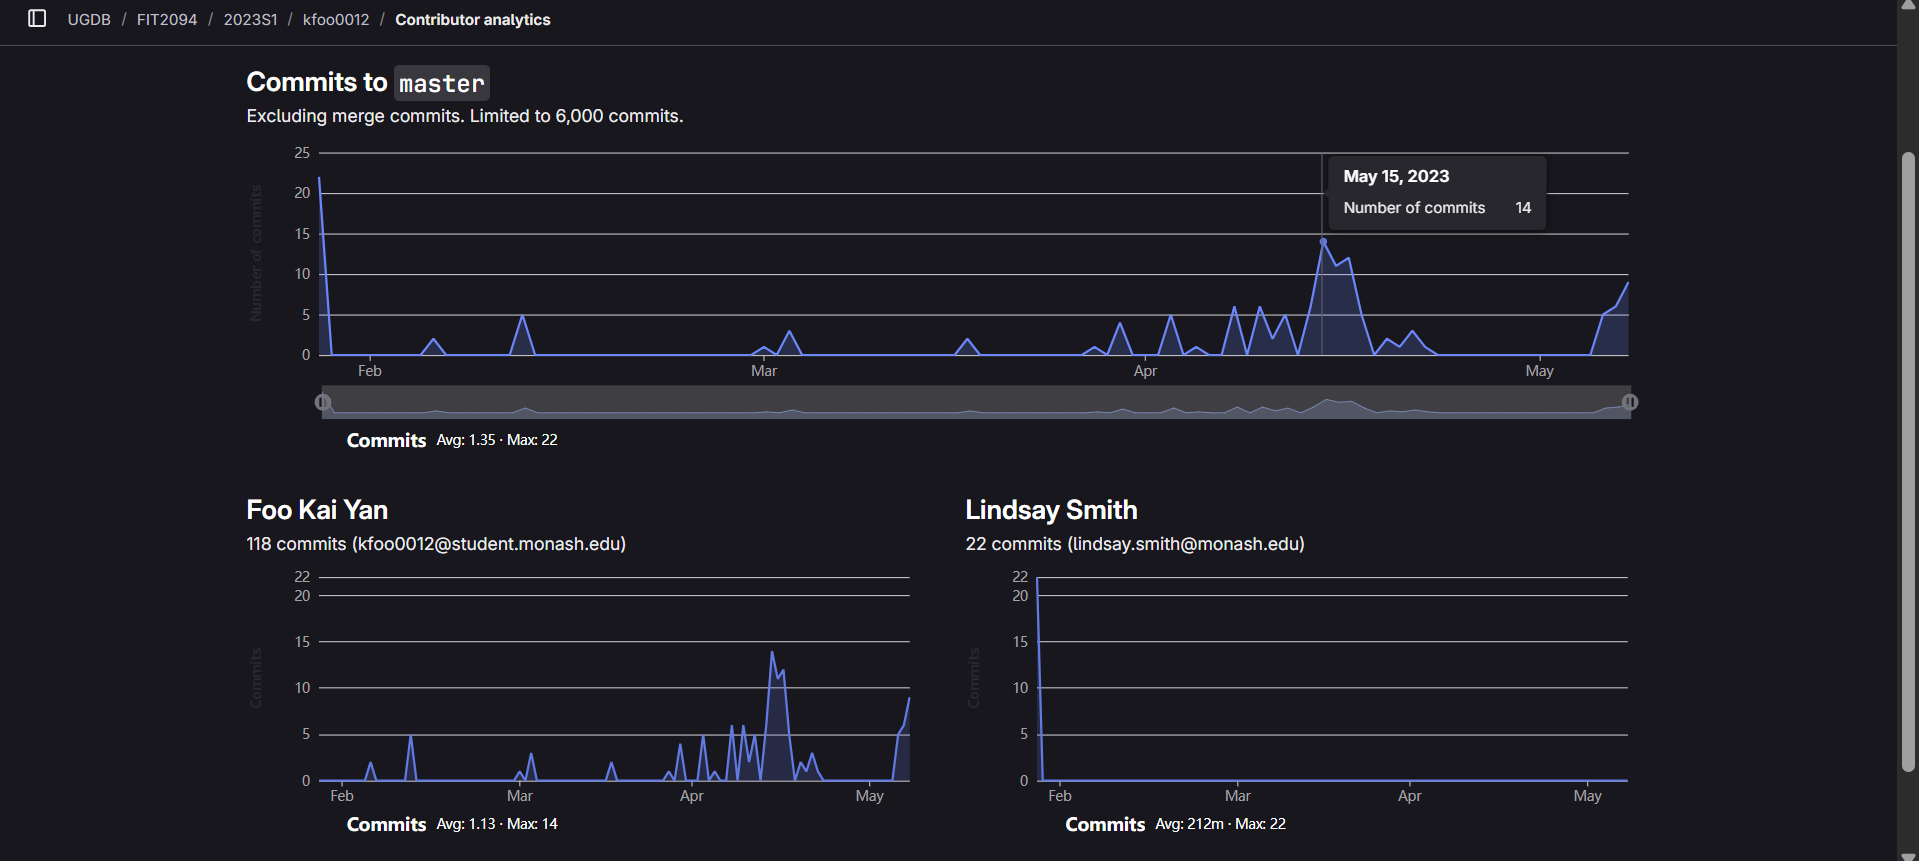 UGDB / FIT2094 / 2023S1 / kfoo0012 / Contributor analytics
Commits to master
Excluding merge commits. Limited to 6,000 commits.
Number of commits
25
20
15
10
5
0
May 15, 2023
Number of commits 14
Feb Mar Apr May
Commits Avg: 1.35 · Max: 22
Foo Kai Yan
118 commits (kfoo0012@student.monash.edu)
Commits
22
20
15
10
5
0
Feb Mar Apr May
Commits Avg: 1.13 · Max: 14
Lindsay Smith
22 commits (lindsay.smith@monash.edu)
Commits
22
20
15
10
5
0
Feb Mar Apr May
Commits Avg: 212m · Max: 22